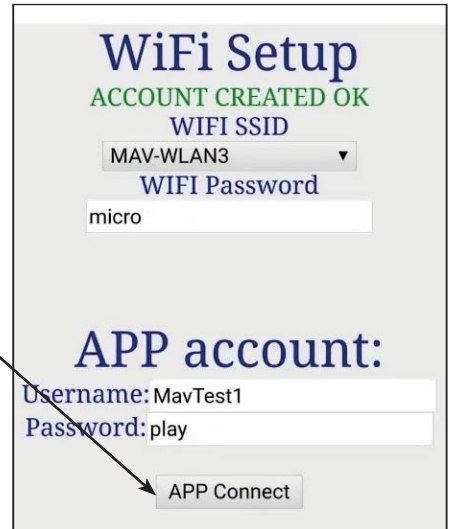 WiFi Setup
ACCOUNT CREATED OK
WIFI SSID
MAV-WLAN3
WIFI Password
micro
APP account:
Username: MavTest1
Password: play
APP Connect